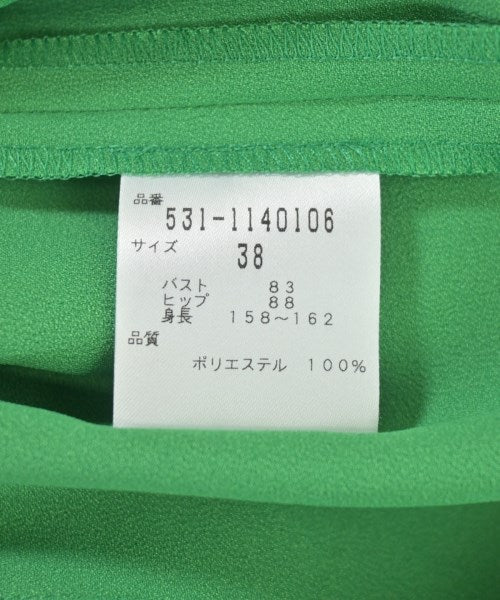 品番
531-1140106
サイズ
38
バスト 83
ヒップ 88
身長 158～162
品質
ポリエステル 100%